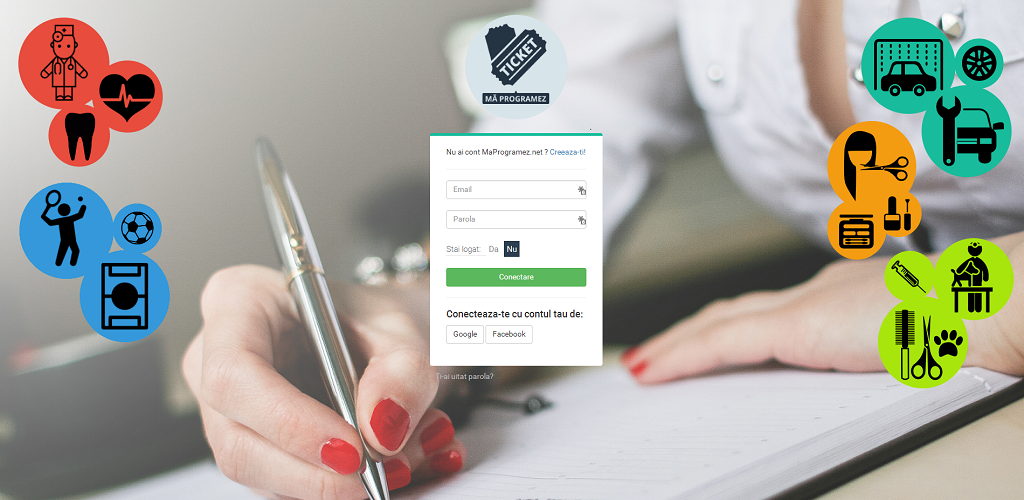 TICKET
MĂ PROGRAMEZ
Nu ai cont MaProgramez.net ? Creeaza-ti!
Email
Parola
Stai logat: Da Nu
Conectare
Conecteaza-te cu contul tau de:
Google Facebook
Ti-ai uitat parola?